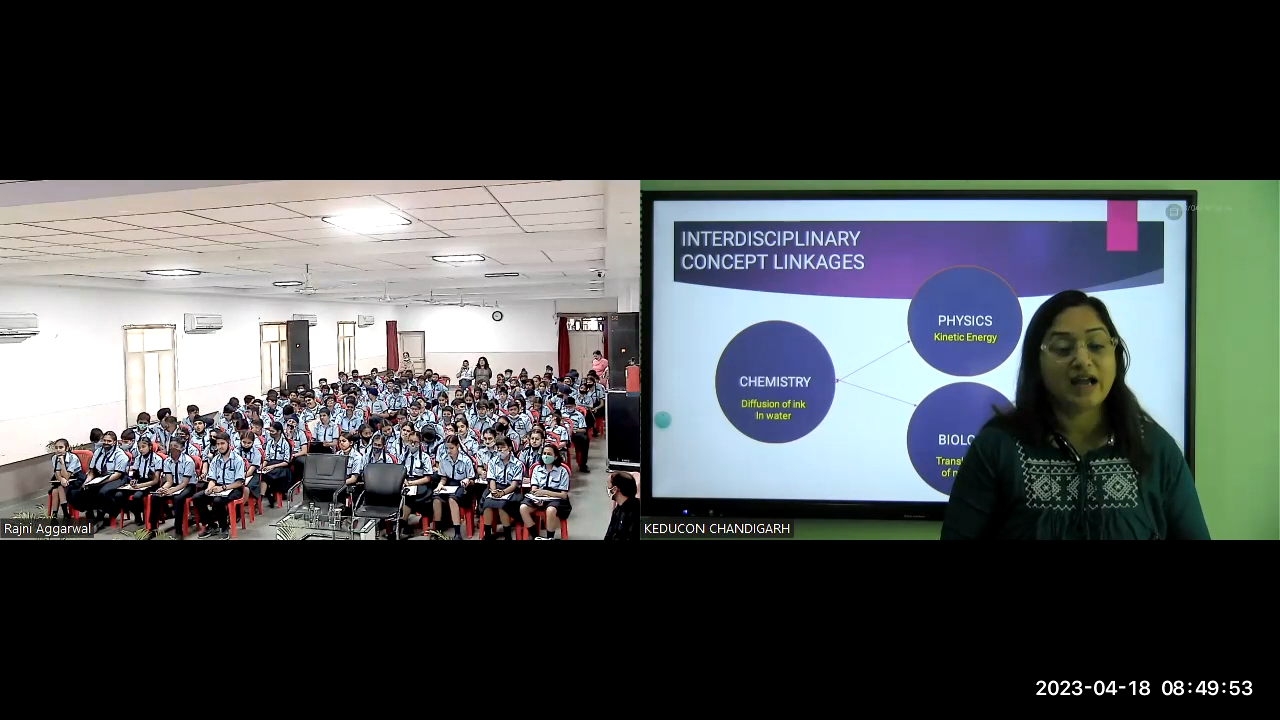 INTERDISCIPLINARY
CONCEPT LINKAGES
PHYSICS
Kinetic Energy
CHEMISTRY
Diffusion of ink
In water
Rajni Aggarwal
KEDUCON CHANDIGARH
2023-04-18 08:49:53